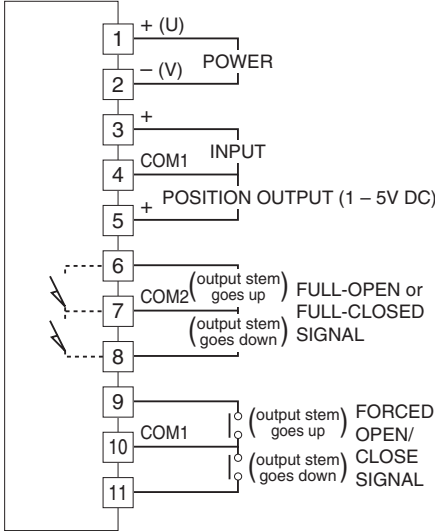 1
+ (U)
POWER
2
– (V)
3
+
INPUT
4
COM1
5
+
POSITION OUTPUT (1 – 5V DC)
6
(output stem
goes up)
7
COM2
FULL-OPEN or
FULL-CLOSED
SIGNAL
8
(output stem
goes down)
9
(output stem
goes up)
10
COM1
FORCED
OPEN/
CLOSE
SIGNAL
11
(output stem
goes down)